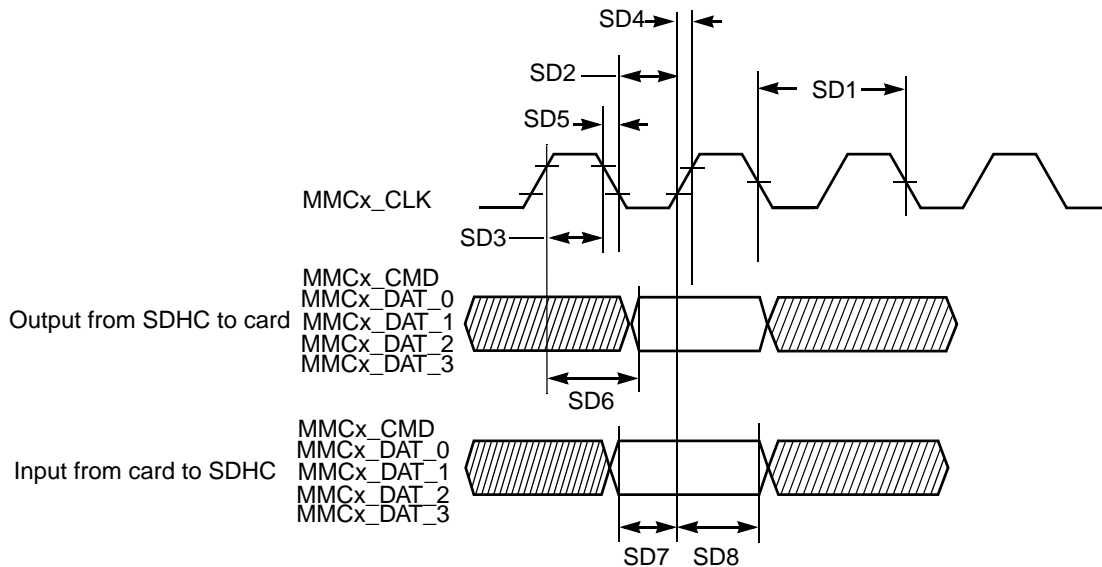 SD4
SD2
SD1
SD5
MMCx_CLK
SD3
MMCx_CMD
MMCx_DAT_0
Output from SDHC to card
MMCx_DAT_1
MMCx_DAT_2
MMCx_DAT_3
SD6
MMCx_CMD
MMCx_DAT_0
Input from card to SDHC
MMCx_DAT_1
MMCx_DAT_2
MMCx_DAT_3
SD7
SD8